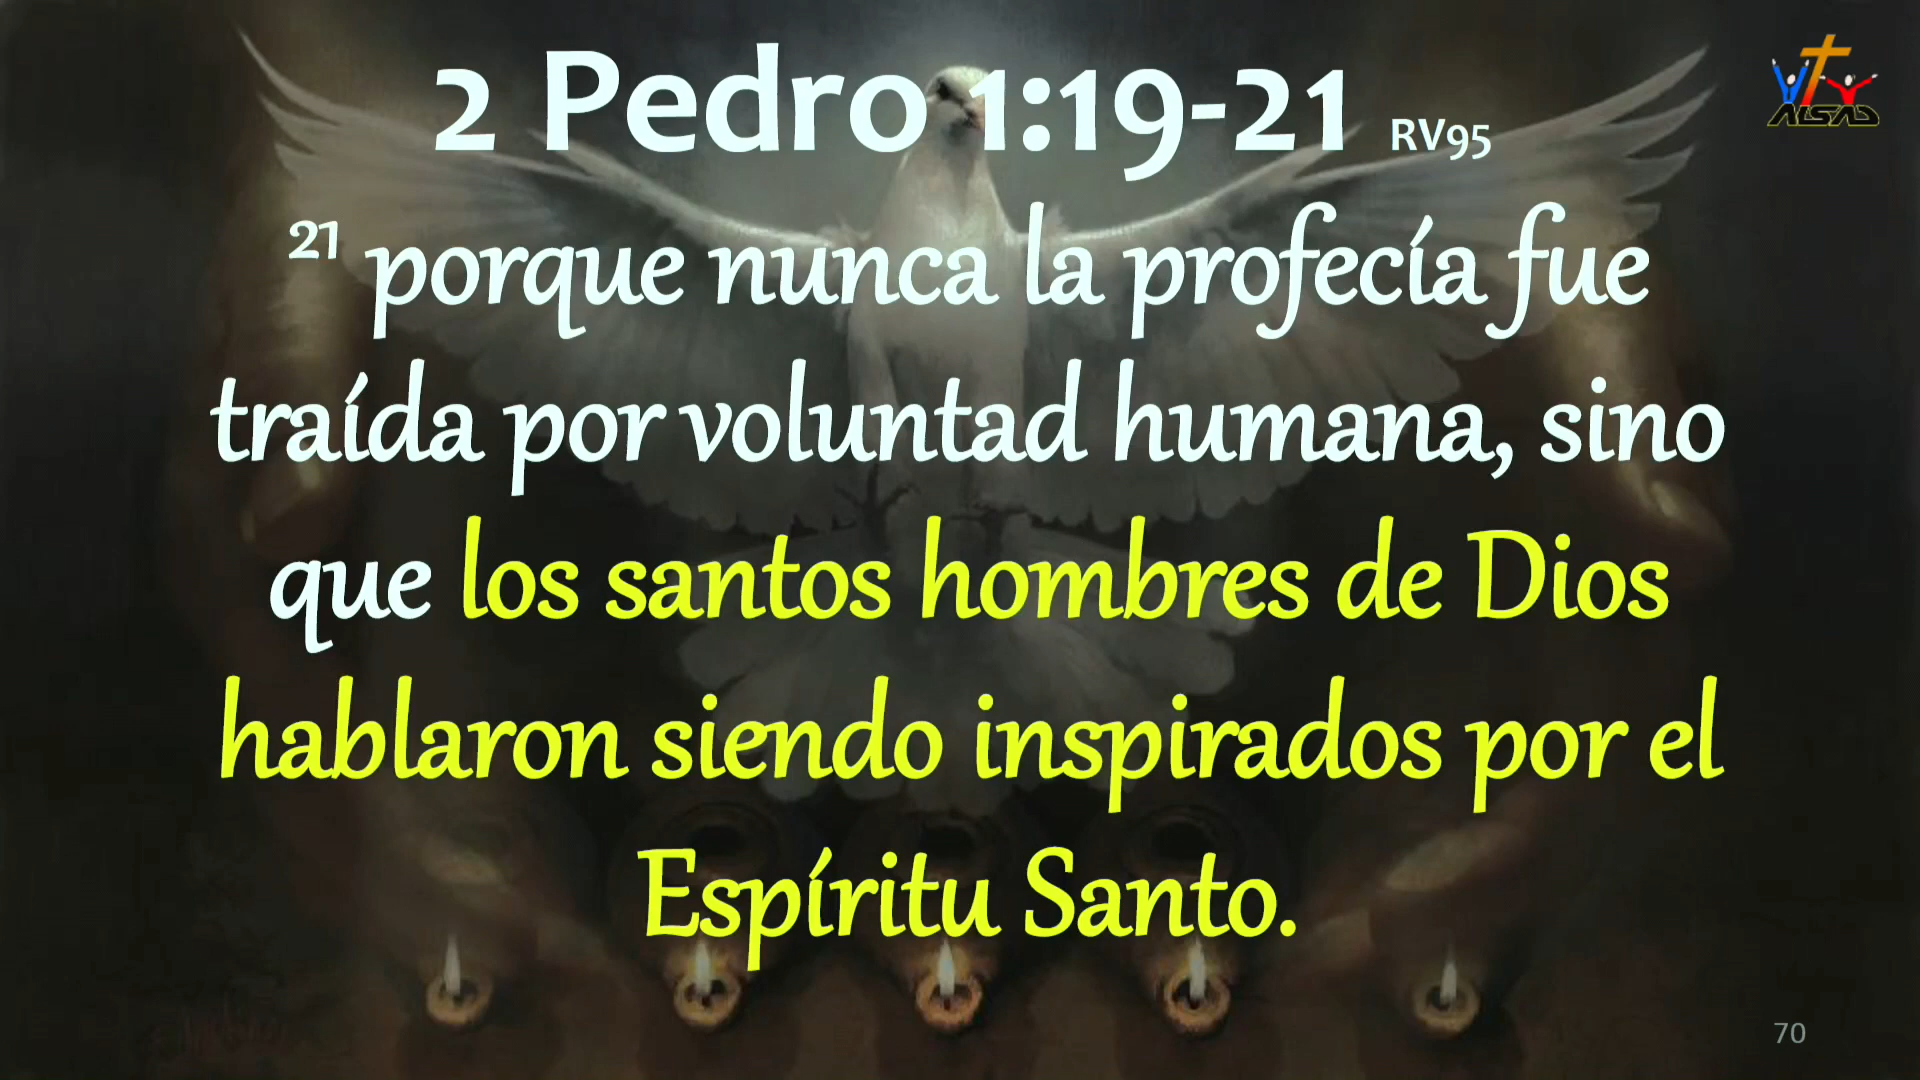 2 Pedro 1:19-21 RV95
ALSAD
²¹ porque nunca la profecía fue
traída por voluntad humana, sino
que los santos hombres de Dios
hablaron siendo inspirados por el
Espíritu Santo.
70